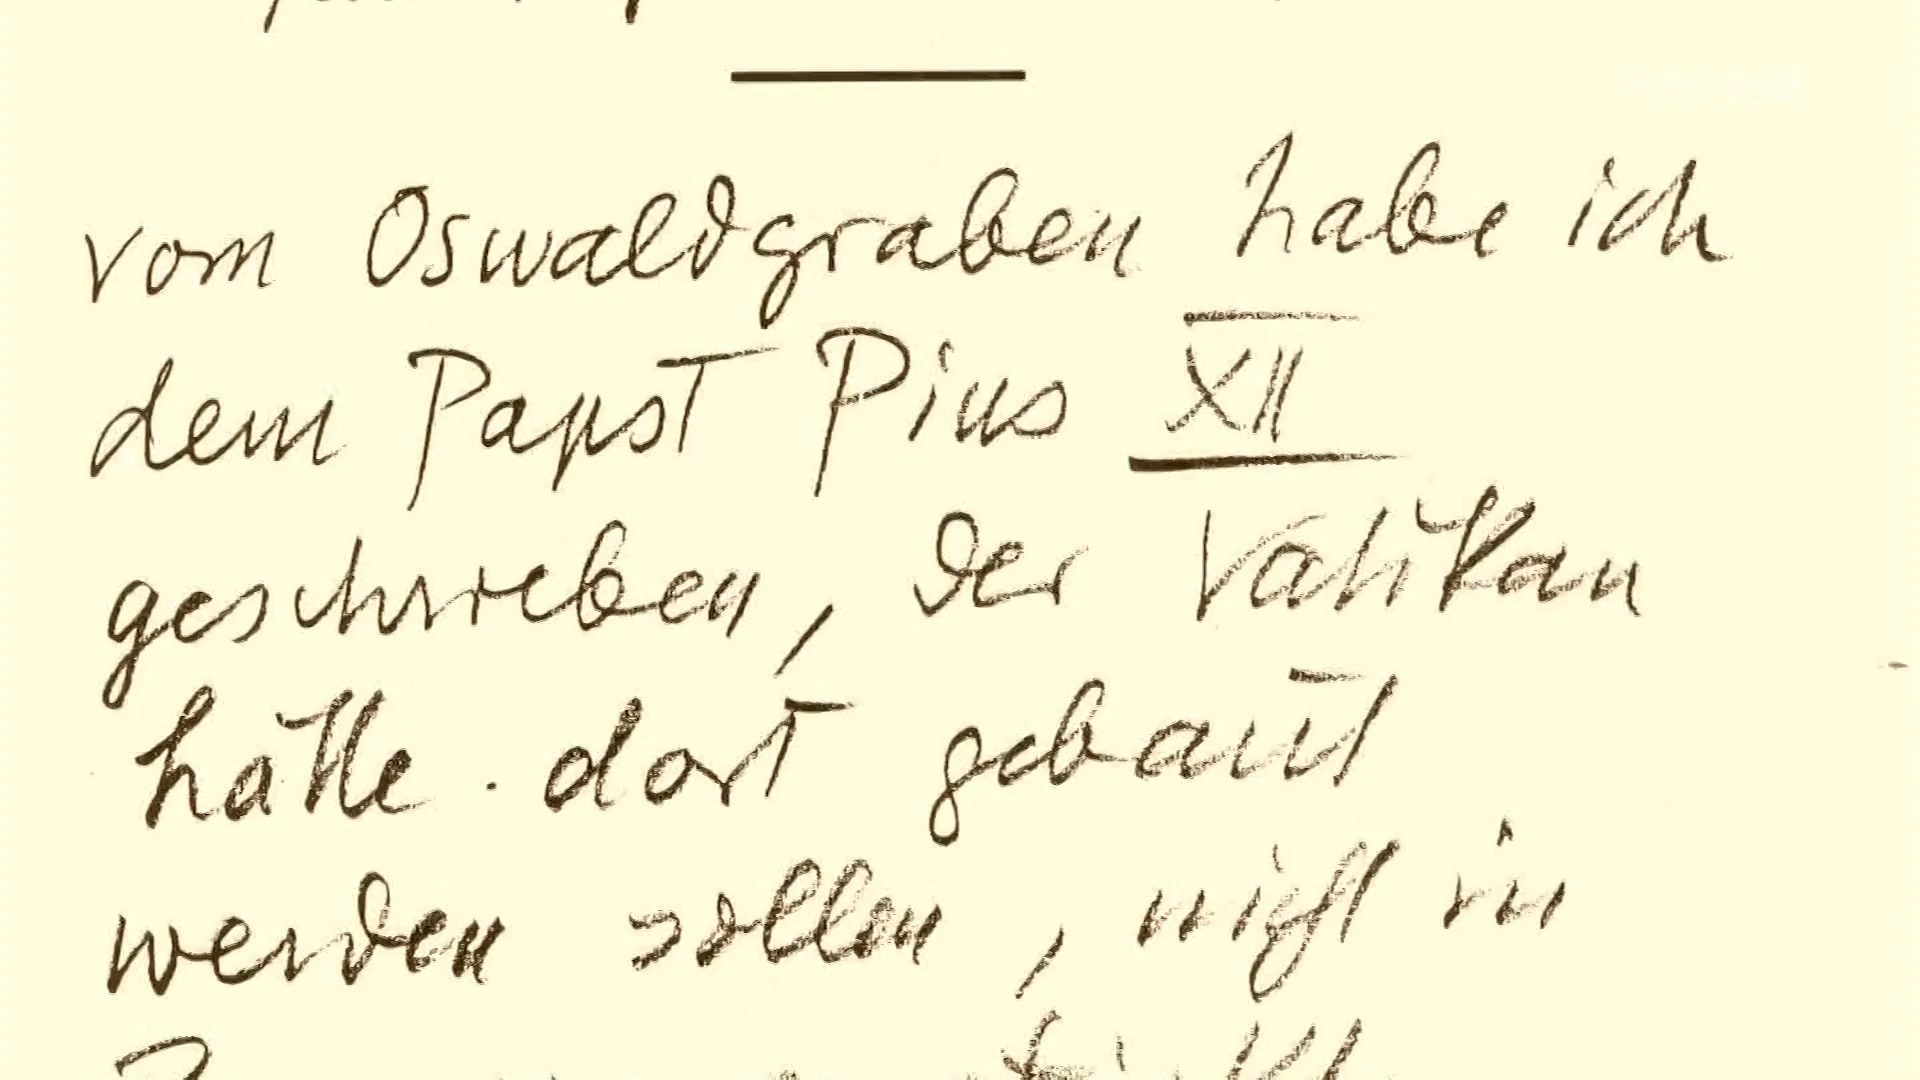 vom Oswaldgraben habe ich
dem Papst Pius XII
geschrieben, der Vatikan
hätte dort gebaut
werden sollen, nicht in